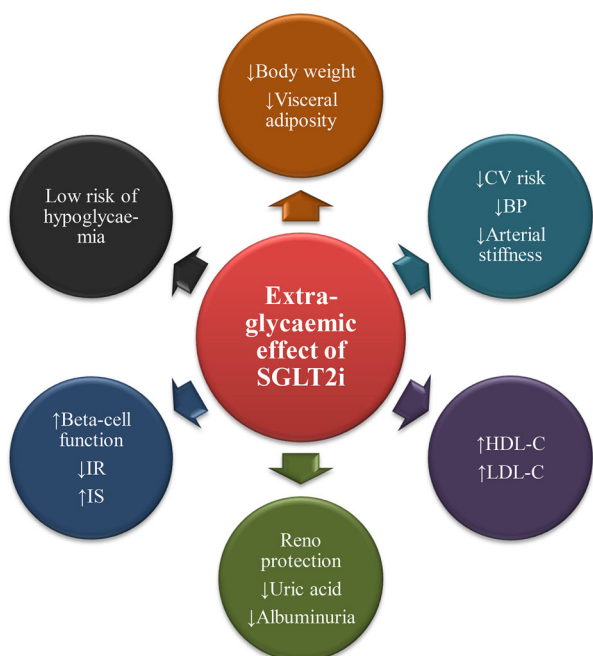 ↓Body weight
↓Visceral
adiposity
↓CV risk
↓BP
↓Arterial
stiffness
↑HDL-C
↑LDL-C
Reno
protection
↓Uric acid
↓Albuminuria
↑Beta-cell
function
↓IR
↑IS
Low risk of
hypoglycae-
mia
Extra-
glycaemic
effect of
SGLT2i